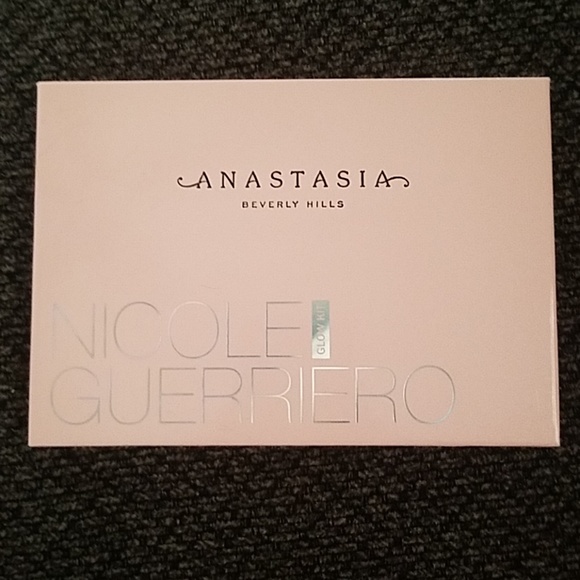 ANASTASIA
BEVERLY HILLS
NICOLE
GLOW KIT
GUERRIERO